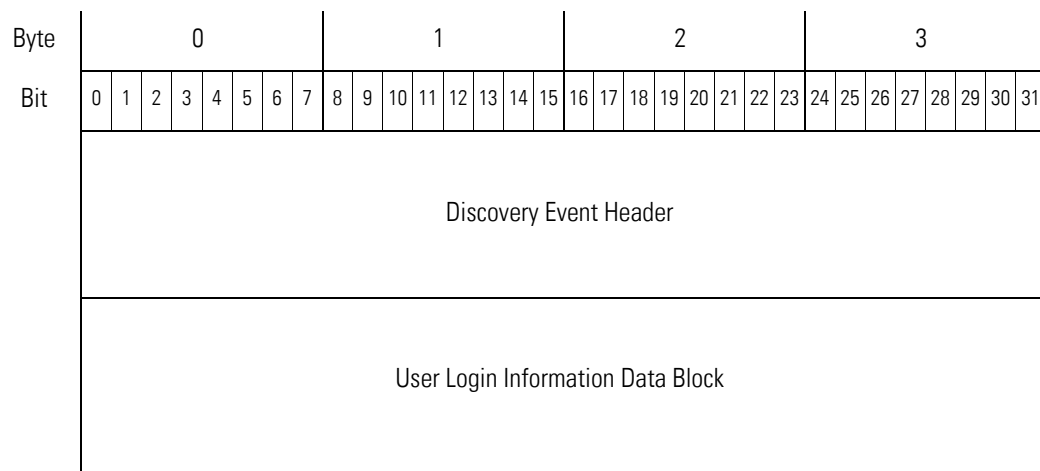 Byte 0 1 2 3
Bit 0 1 2 3 4 5 6 7 8 9 10 11 12 13 14 15 16 17 18 19 20 21 22 23 24 25 26 27 28 29 30 31
Discovery Event Header
User Login Information Data Block